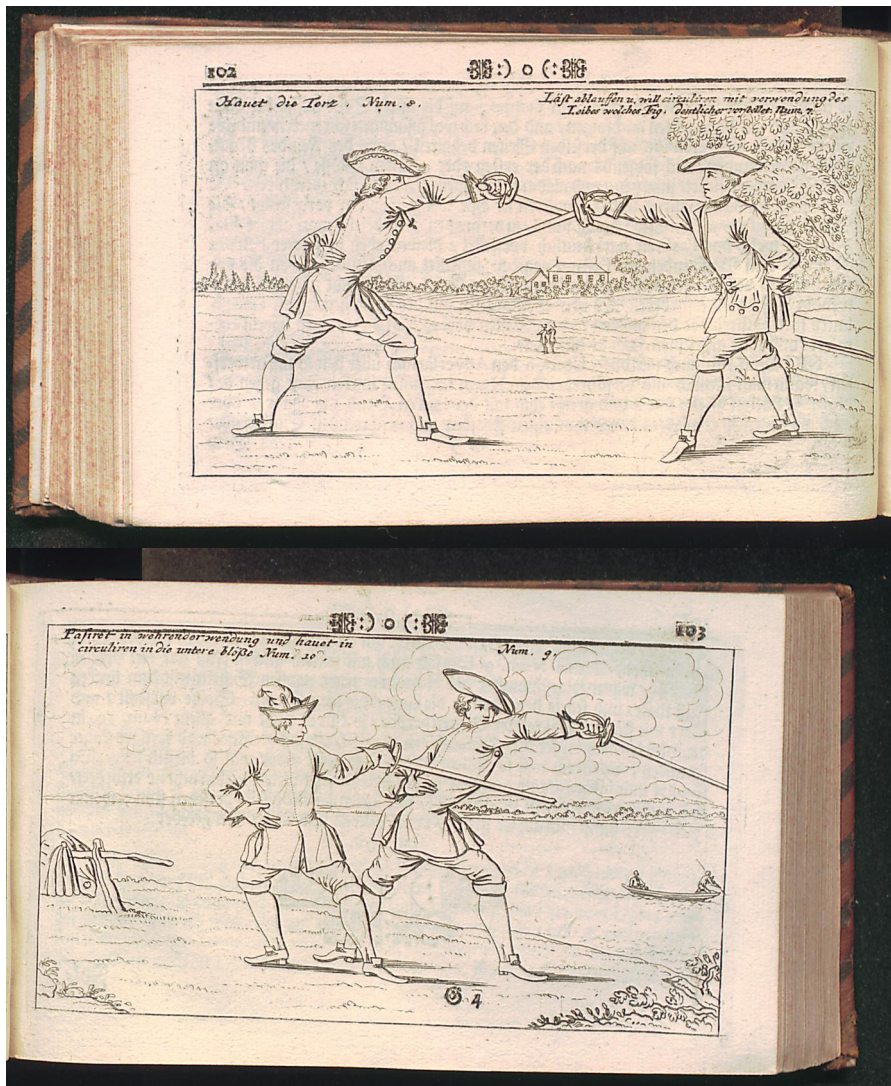 102
:) o (:
Hauet die Terz. Num. 8.
Läst ablauffen u. will circuliren mit verwendung des
Leibes welches Fig. deutlicher vorstellet. Num. 7.
:) o (:
103
Pasiret in wehrender wendung und hauet in
circuliren in die untere blöße Num. 10.
Num. 9.
G 4